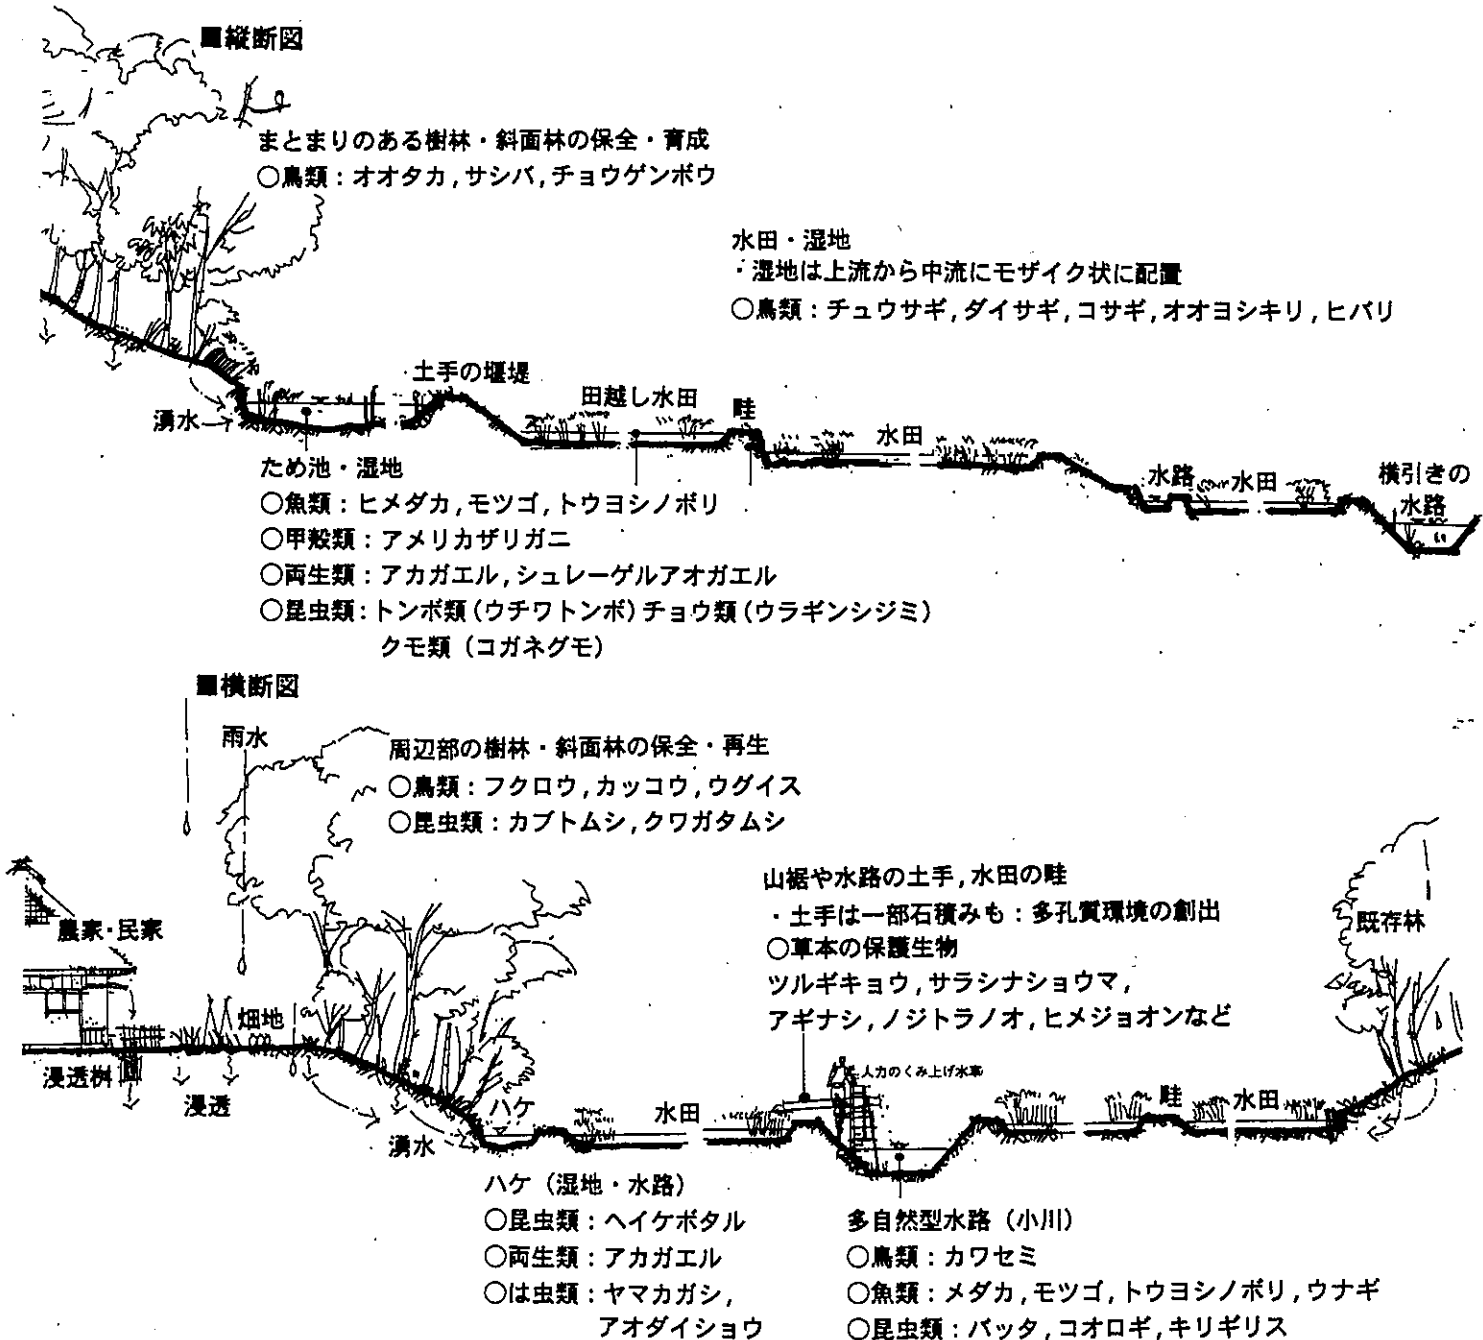 ■縦断図
まとまりのある樹林・斜面林の保全・育成
○鳥類：オオタカ,サシバ,チョウゲンボウ
水田・湿地
・湿地は上流から中流にモザイク状に配置
○鳥類：チュウサギ,ダイサギ,コサギ,オオヨシキリ,ヒバリ
土手の堰堤
田越し水田
畦
水田
水路
水田
横引きの
水路
湧水
ため池・湿地
○魚類：ヒメダカ,モツゴ,トウヨシノボリ
○甲殻類：アメリカザリガニ
○両生類：アカガエル,シュレーゲルアオガエル
○昆虫類：トンボ類(ウチワトンボ)チョウ類(ウラギンシジミ)
クモ類（コガネグモ）
■横断図
雨水
周辺部の樹林・斜面林の保全・再生
○鳥類：フクロウ,カッコウ,ウグイス
○昆虫類：カブトムシ,クワガタムシ
山裾や水路の土手,水田の畦
・土手は一部石積みも：多孔質環境の創出
○草本の保護生物
ツルギキョウ,サラシナショウマ,
アギナシ,ノジトラノオ,ヒメジョオンなど
既存林
農家・民家
畑地
浸透桝
浸透
湧水
ハケ
水田
人力のくみ上げ水車
畦
水田
ハケ（湿地・水路）
○昆虫類：ヘイケボタル
○両生類：アカガエル
○は虫類：ヤマカガシ,
アオダイショウ
多自然型水路（小川）
○鳥類：カワセミ
○魚類：メダカ,モツゴ,トウヨシノボリ,ウナギ
○昆虫類：バッタ,コオロギ,キリギリス